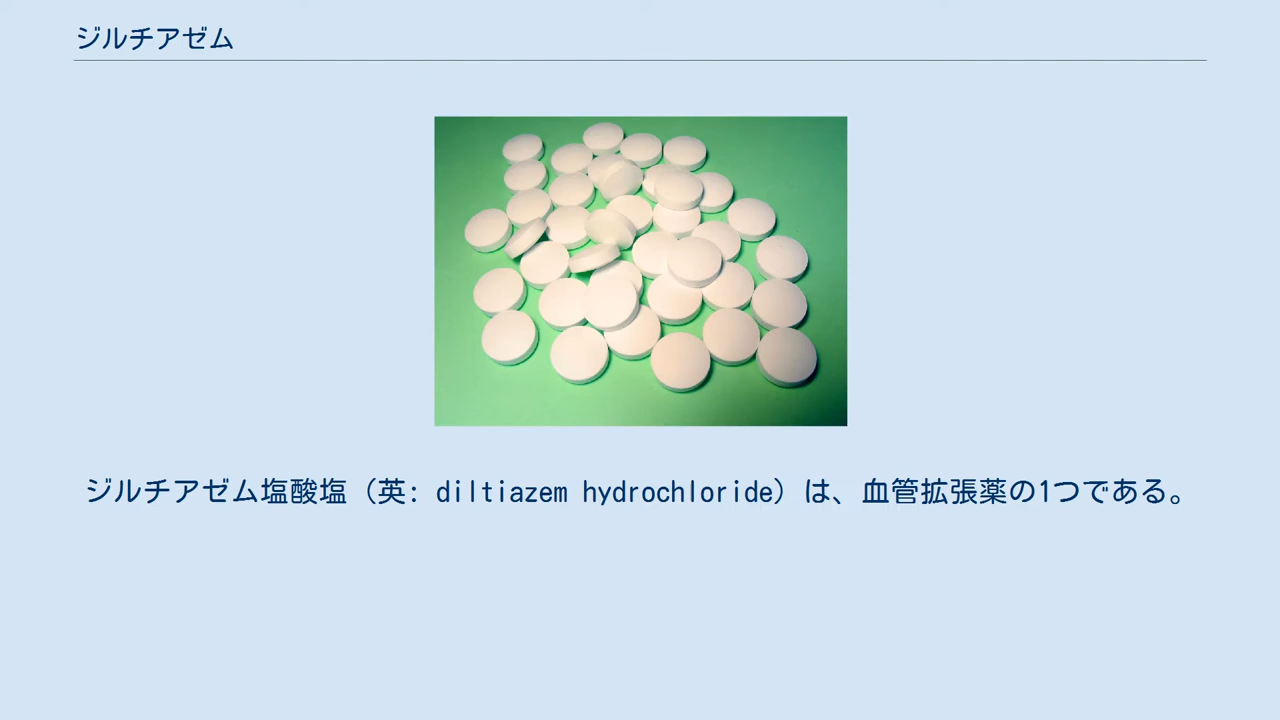 ジルチアゼム
ジルチアゼム塩酸塩（英: diltiazem hydrochloride）は、血管拡張薬の1つである。